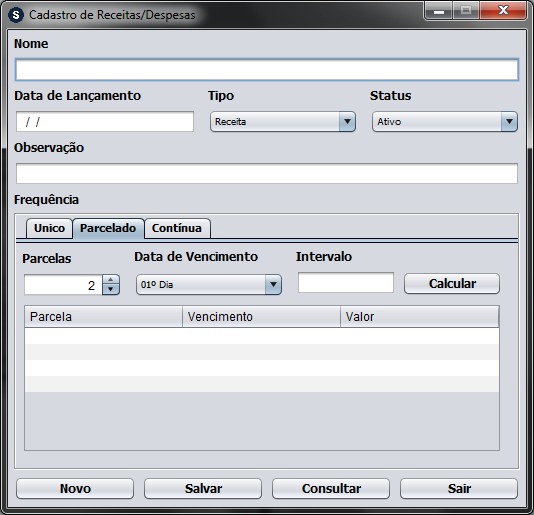 S Cadastro de Receitas/Despesas
Nome
Data de Lançamento Tipo Status
/ / Receita Ativo
Observação
Frequência
Unico Parcelado Contínua
Parcelas Data de Vencimento Intervalo
2 01º Dia Calcular
Parcela Vencimento Valor
Novo Salvar Consultar Sair